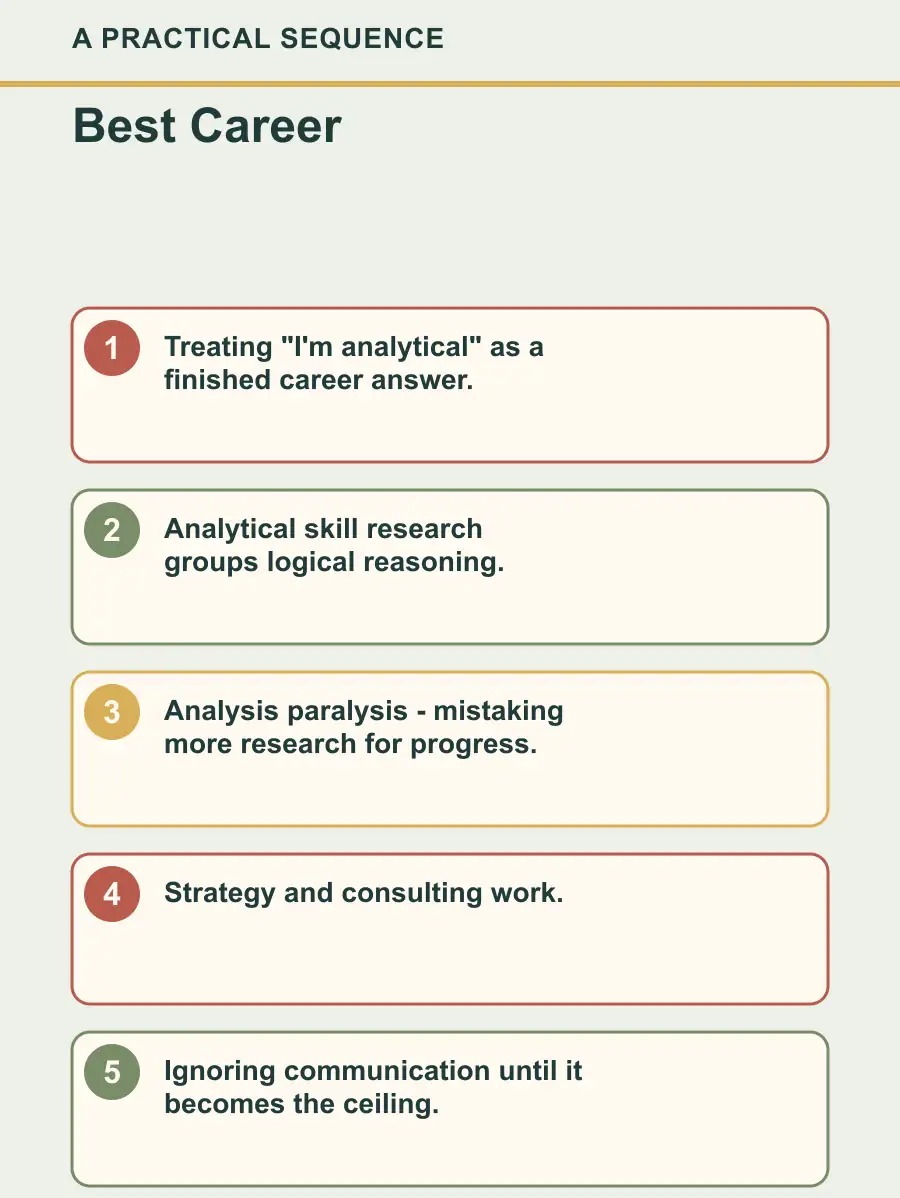 A PRACTICAL SEQUENCE
Best Career
1
Treating "I'm analytical" as a
finished career answer.
2
Analytical skill research
groups logical reasoning.
3
Analysis paralysis - mistaking
more research for progress.
4
Strategy and consulting work.
5
Ignoring communication until it
becomes the ceiling.